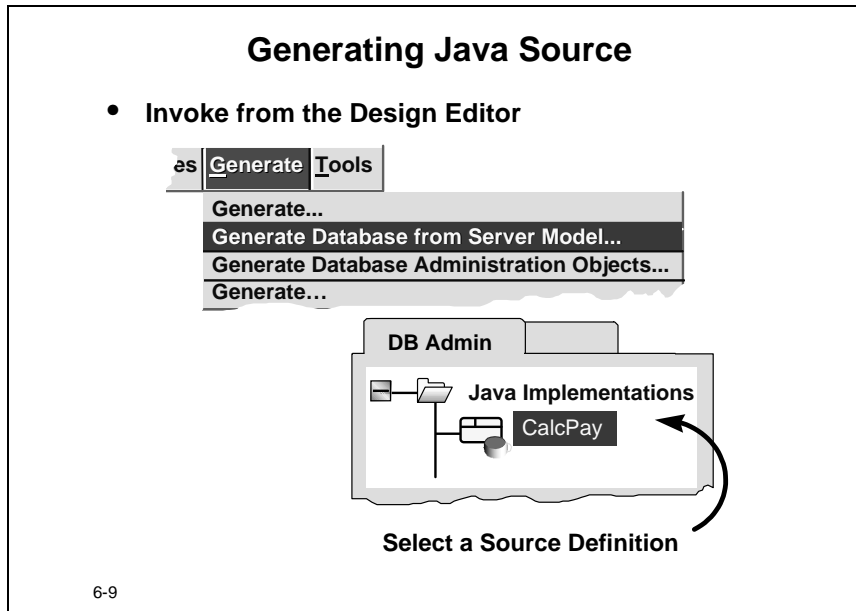 Generating Java Source
• Invoke from the Design Editor
es Generate Tools
Generate...
Generate Database from Server Model...
Generate Database Administration Objects...
Generate…
DB Admin
Java Implementations
CalcPay
Select a Source Definition
6-9